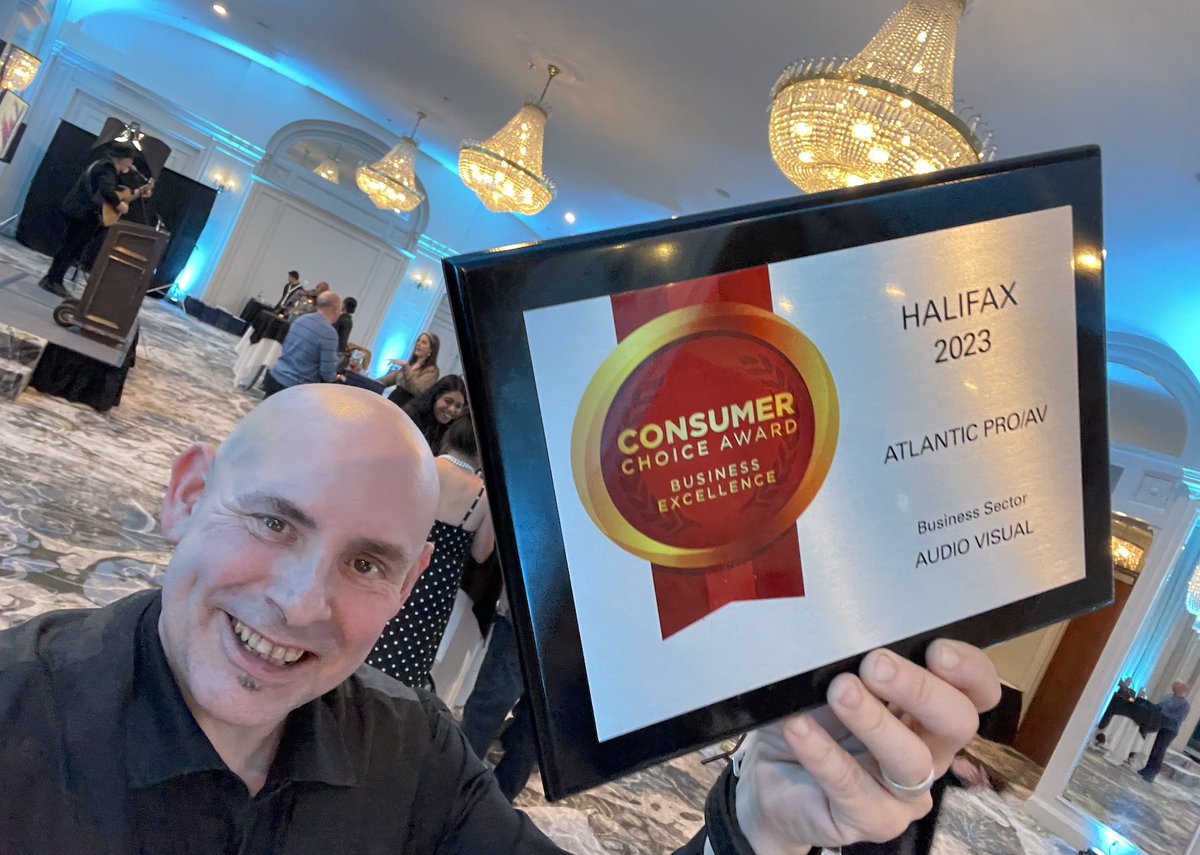 CONSUMER
CHOICE AWARD
BUSINESS
EXCELLENCE
HALIFAX
2023
ATLANTIC PRO/AV
Business Sector
AUDIO VISUAL